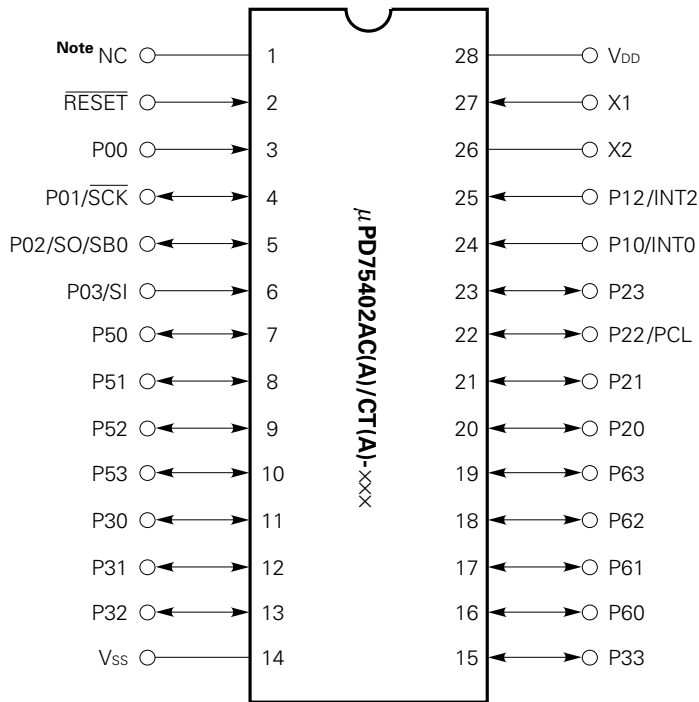 Note NC 1 28 VDD
RESET 2 27 X1
P00 3 26 X2
P01/SCK 4 25 P12/INT2
P02/SO/SB0 5 24 P10/INT0
P03/SI 6 23 P23
P50 7 22 P22/PCL
P51 8 21 P21
P52 9 20 P20
P53 10 19 P63
P30 11 18 P62
P31 12 17 P61
P32 13 16 P60
VSS 14 15 P33
μPD75402AC(A)/CT(A)-×××